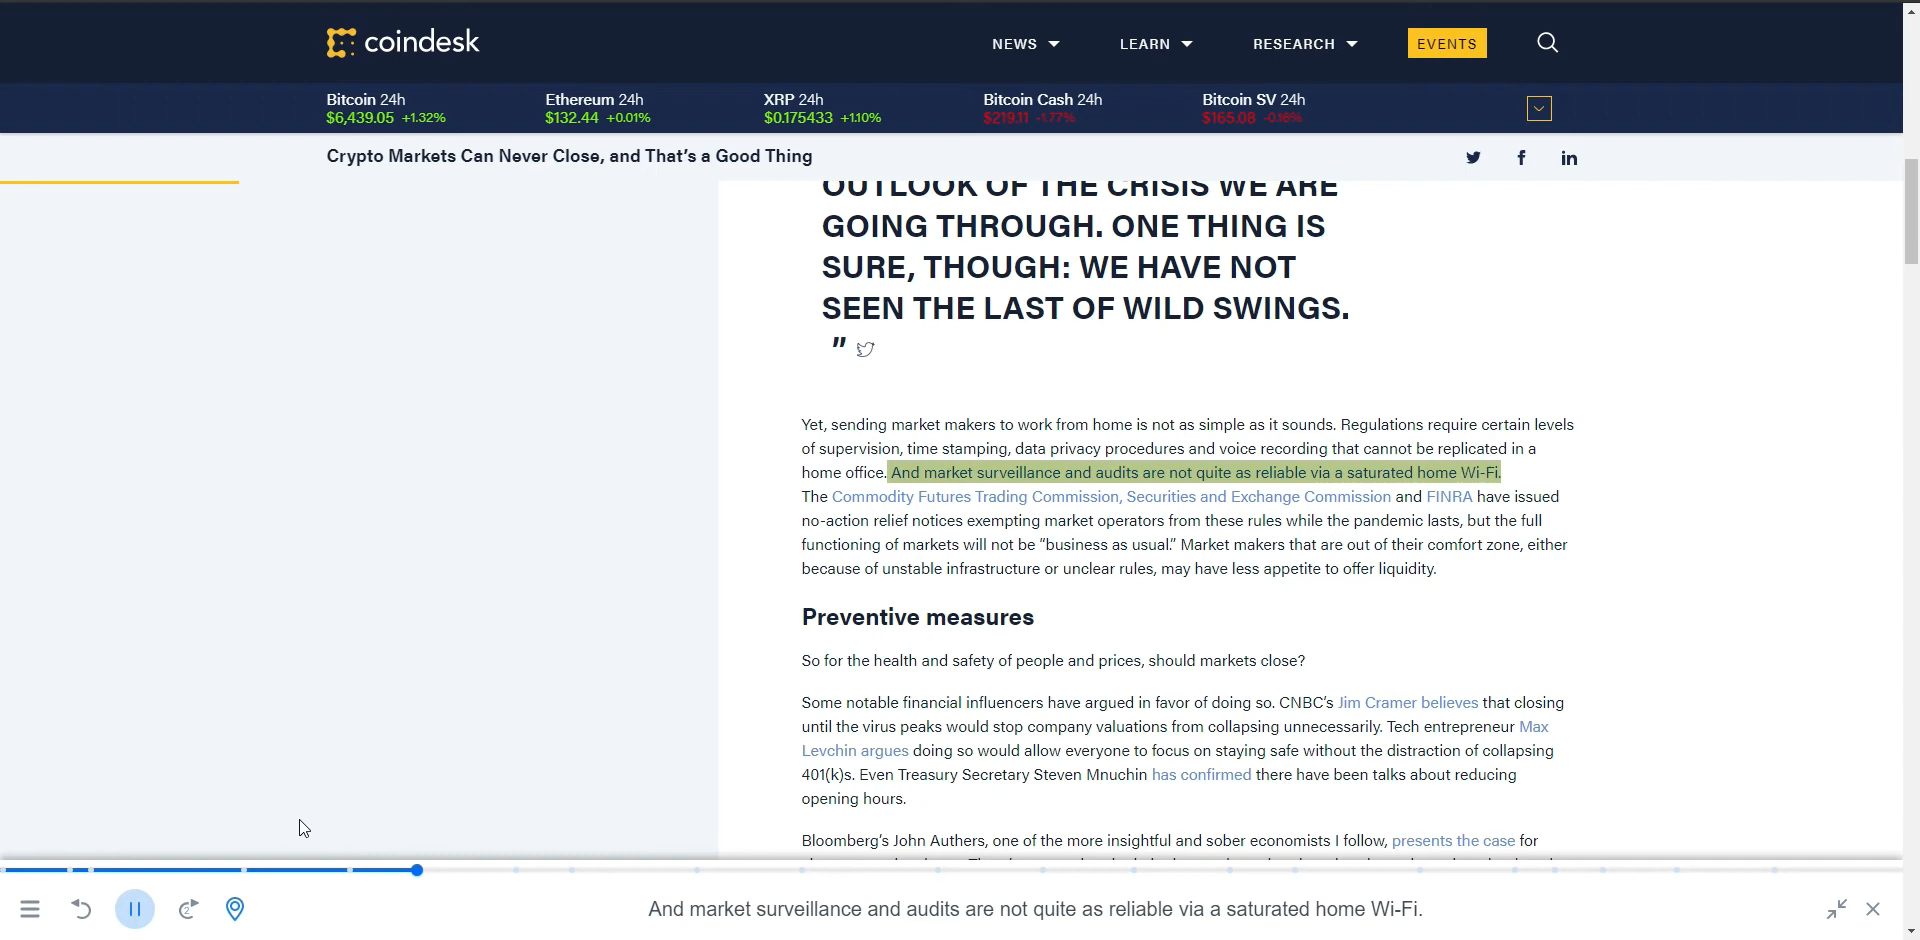 coindesk
NEWS
LEARN
RESEARCH
EVENTS
Bitcoin 24h
$6,439.05 +1.32%
Ethereum 24h
$132.44 +0.01%
XRP 24h
$0.175433 +1.10%
Bitcoin Cash 24h
$219.11 -1.77%
Bitcoin SV 24h
$165.08 -0.16%
Crypto Markets Can Never Close, and That's a Good Thing
OUTLOOK OF THE CRISIS WE ARE
GOING THROUGH. ONE THING IS
SURE, THOUGH: WE HAVE NOT
SEEN THE LAST OF WILD SWINGS.
"
Yet, sending market makers to work from home is not as simple as it sounds. Regulations require certain levels
of supervision, time stamping, data privacy procedures and voice recording that cannot be replicated in a
home office. And market surveillance and audits are not quite as reliable via a saturated home Wi-Fi.
The Commodity Futures Trading Commission, Securities and Exchange Commission and FINRA have issued
no-action relief notices exempting market operators from these rules while the pandemic lasts, but the full
functioning of markets will not be “business as usual.” Market makers that are out of their comfort zone, either
because of unstable infrastructure or unclear rules, may have less appetite to offer liquidity.
Preventive measures
So for the health and safety of people and prices, should markets close?
Some notable financial influencers have argued in favor of doing so. CNBC's Jim Cramer believes that closing
until the virus peaks would stop company valuations from collapsing unnecessarily. Tech entrepreneur Max
Levchin argues doing so would allow everyone to focus on staying safe without the distraction of collapsing
401(k)s. Even Treasury Secretary Steven Mnuchin has confirmed there have been talks about reducing
opening hours.
Bloomberg's John Authers, one of the more insightful and sober economists I follow, presents the case for
2
And market surveillance and audits are not quite as reliable via a saturated home Wi-Fi.